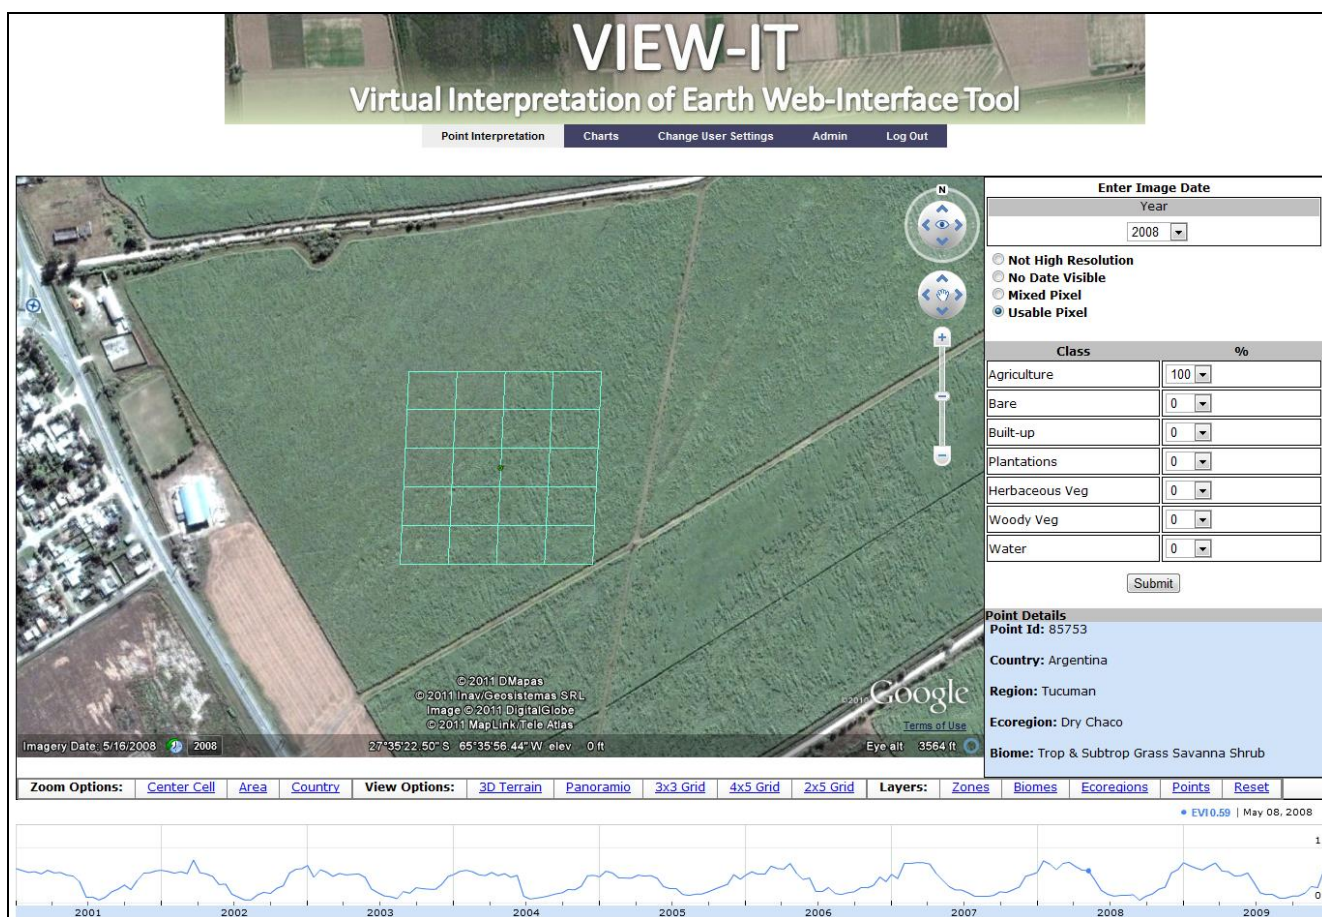 VIEW-IT
Virtual Interpretation of Earth Web-Interface Tool
Point Interpretation Charts Change User Settings Admin Log Out
N
Enter Image Date
Year
2008
Not High Resolution
No Date Visible
Mixed Pixel
Usable Pixel
Class %
Agriculture 100
Bare 0
Built-up 0
Plantations 0
Herbaceous Veg 0
Woody Veg 0
Water 0
Submit
Point Details
Point Id: 85753
Country: Argentina
Region: Tucuman
Ecoregion: Dry Chaco
Biome: Trop & Subtrop Grass Savanna Shrub
© 2011 DMapas
© 2011 Inav/Geosistemas SRL
Image © 2011 DigitalGlobe
© 2011 MapLink/Tele Atlas
©2010 Google
Terms of Use
Imagery Date: 5/16/2008 2008 27°35'22.50" S 65°35'56.44" W elev 0 ft Eye alt 3564 ft
Zoom Options: Center Cell Area Country View Options: 3D Terrain Panoramio 3x3 Grid 4x5 Grid 2x5 Grid Layers: Zones Biomes Ecoregions Points Reset
EVI 0.59 | May 08, 2008
1
0
2001 2002 2003 2004 2005 2006 2007 2008 2009